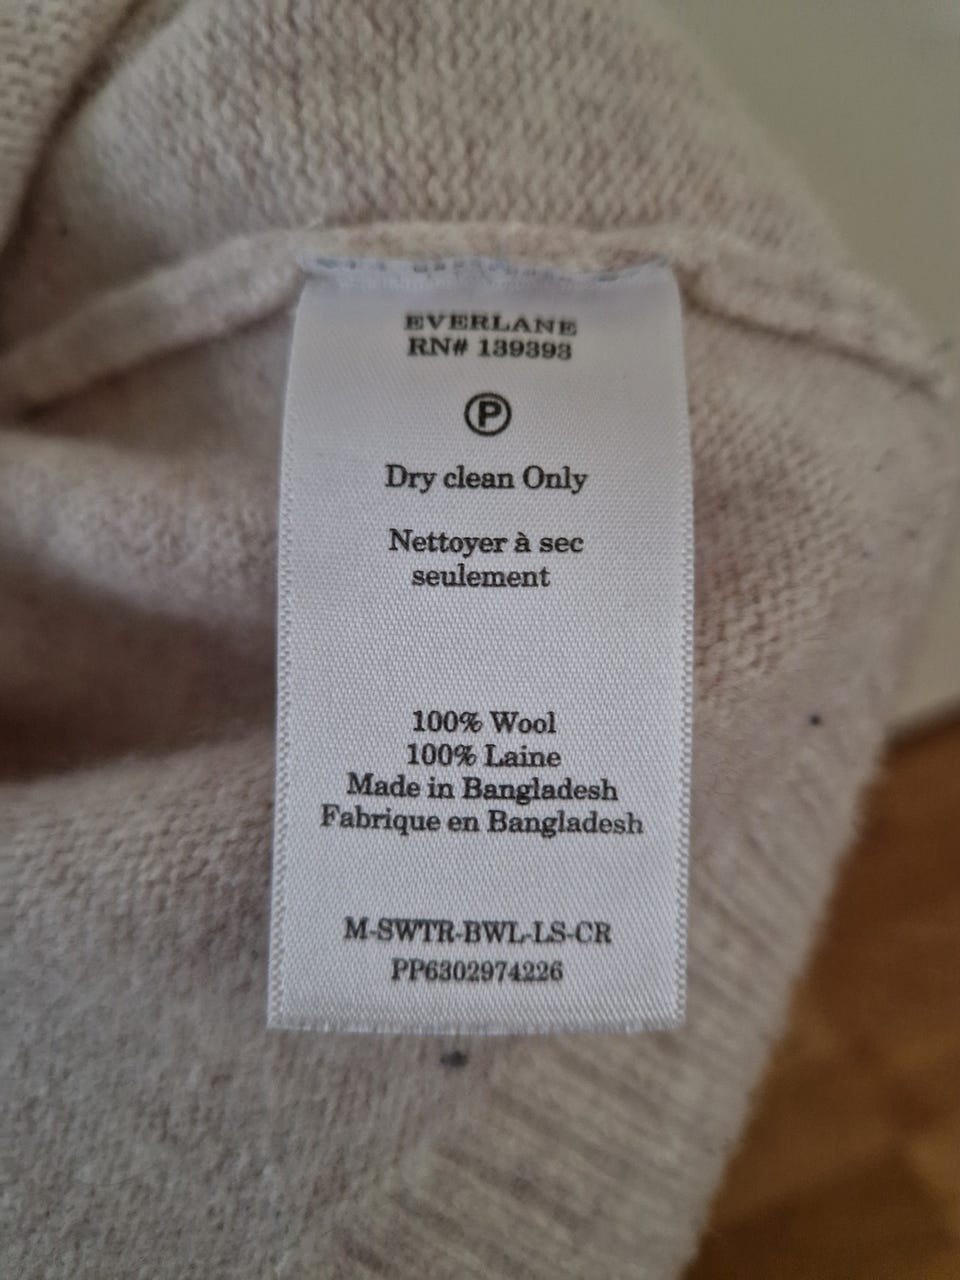 EVERLANE
RN# 139393
P
Dry clean Only
Nettoyer à sec
seulement
100% Wool
100% Laine
Made in Bangladesh
Fabrique en Bangladesh
M-SWTR-BWL-LS-CR
PP6302974226